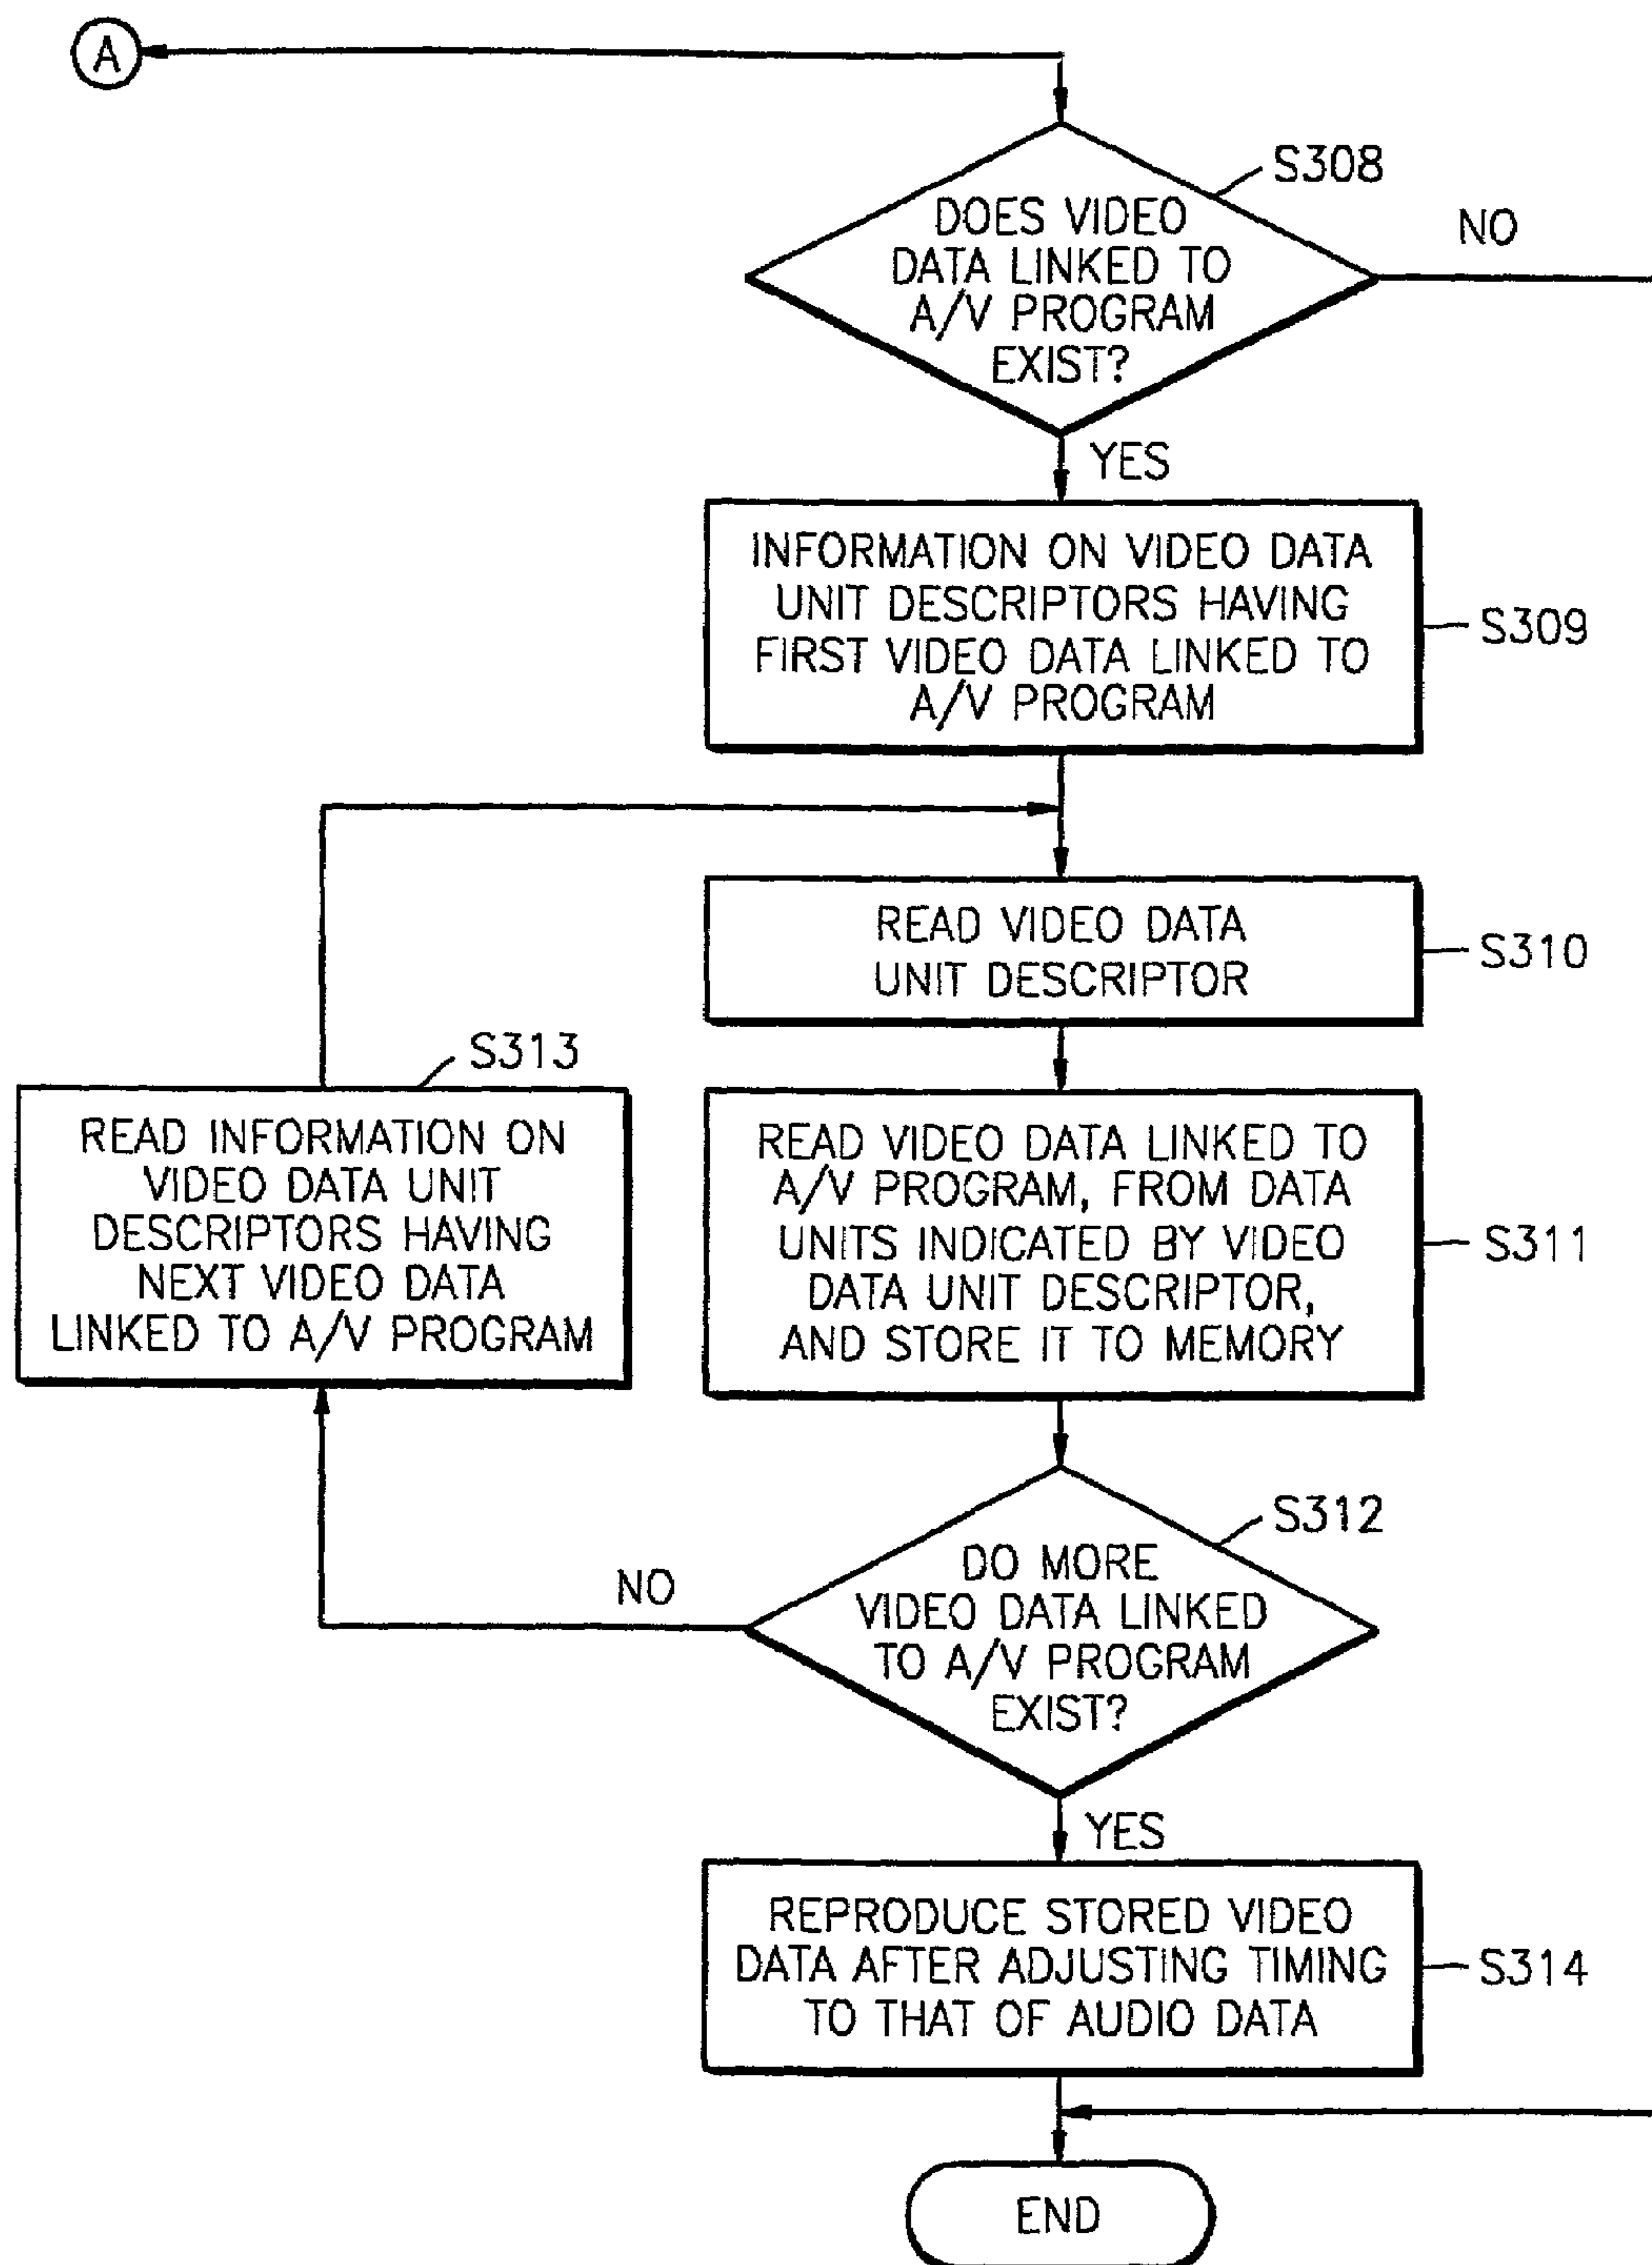 A
S308
DOES VIDEO
DATA LINKED TO
A/V PROGRAM
EXIST?
NO
YES
INFORMATION ON VIDEO DATA
UNIT DESCRIPTORS HAVING
FIRST VIDEO DATA LINKED TO
A/V PROGRAM
S309
READ VIDEO DATA
UNIT DESCRIPTOR
S310
S313
READ INFORMATION ON
VIDEO DATA UNIT
DESCRIPTORS HAVING
NEXT VIDEO DATA
LINKED TO A/V PROGRAM
READ VIDEO DATA LINKED TO
A/V PROGRAM, FROM DATA
UNITS INDICATED BY VIDEO
DATA UNIT DESCRIPTOR,
AND STORE IT TO MEMORY
S311
S312
DO MORE
VIDEO DATA LINKED
TO A/V PROGRAM
EXIST?
NO
YES
REPRODUCE STORED VIDEO
DATA AFTER ADJUSTING TIMING
TO THAT OF AUDIO DATA
S314
END